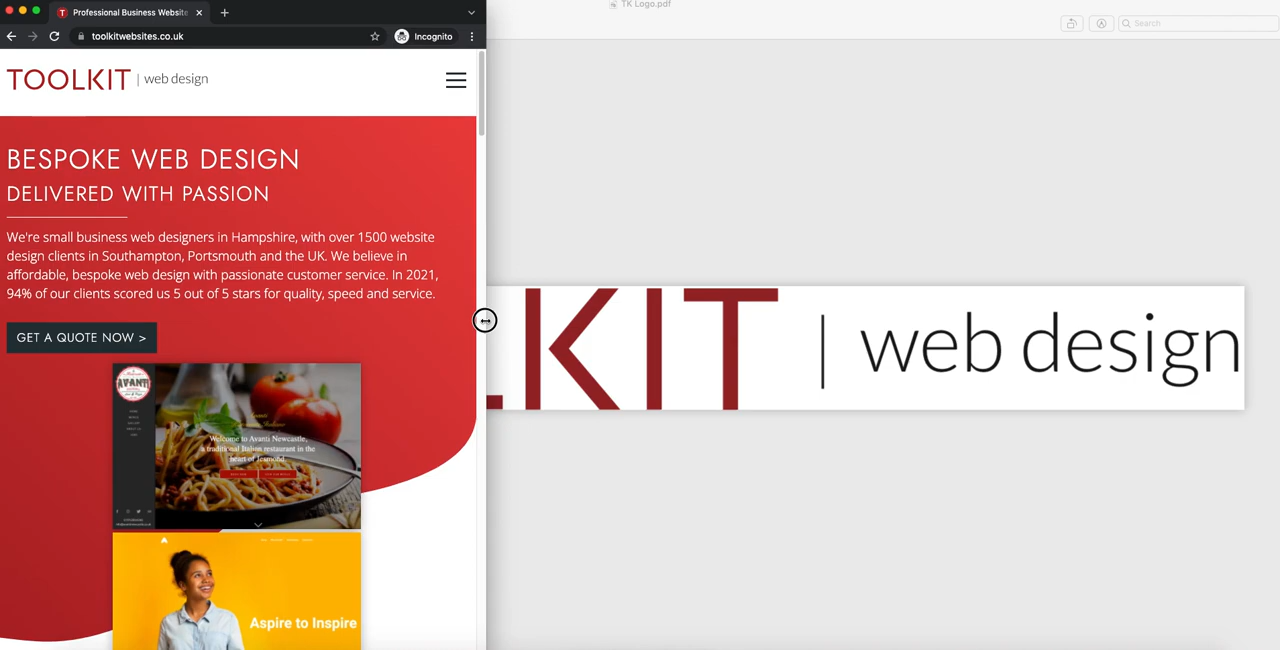 Professional Business Website
toolkitwebsites.co.uk
Incognito
TK Logo.pdf
Search
TOOLKIT | web design
BESPOKE WEB DESIGN
DELIVERED WITH PASSION
We're small business web designers in Hampshire, with over 1500 website
design clients in Southampton, Portsmouth and the UK. We believe in
affordable, bespoke web design with passionate customer service. In 2021,
94% of our clients scored us 5 out of 5 stars for quality, speed and service.
GET A QUOTE NOW >
AVANTI
Welcome to Avanti Newcastle,
a traditional Italian restaurant in the
heart of Jesmond.
Aspire to Inspire
KIT | web design